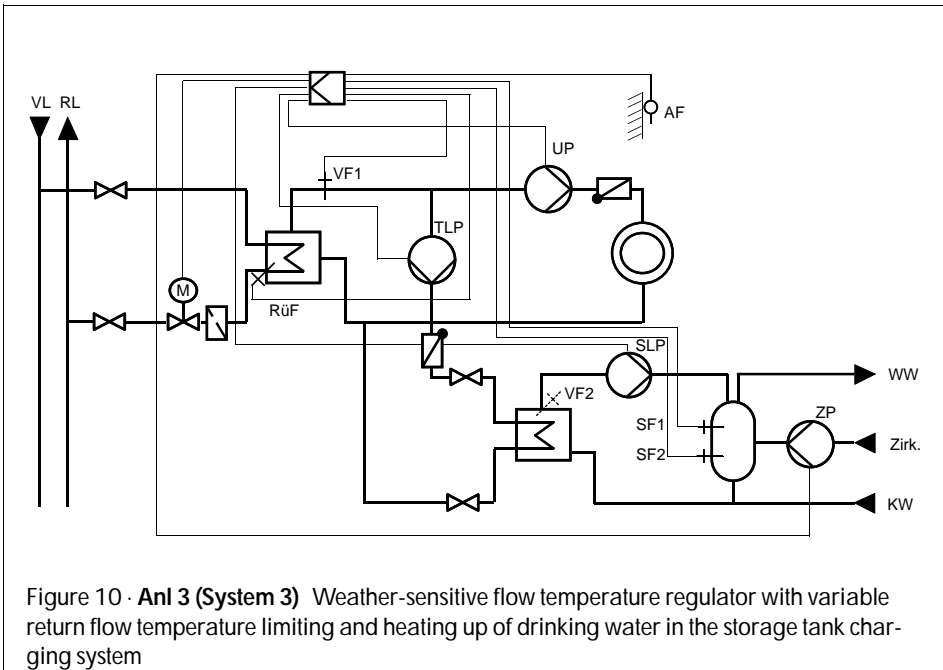 VL RL
AF
UP
VF1
TLP
M
RüF
SLP
VF2
WW
ZP
SF1
Zirk.
SF2
KW
Figure 10 · Anl 3 (System 3) Weather-sensitive flow temperature regulator with variable
return flow temperature limiting and heating up of drinking water in the storage tank char-
ging system